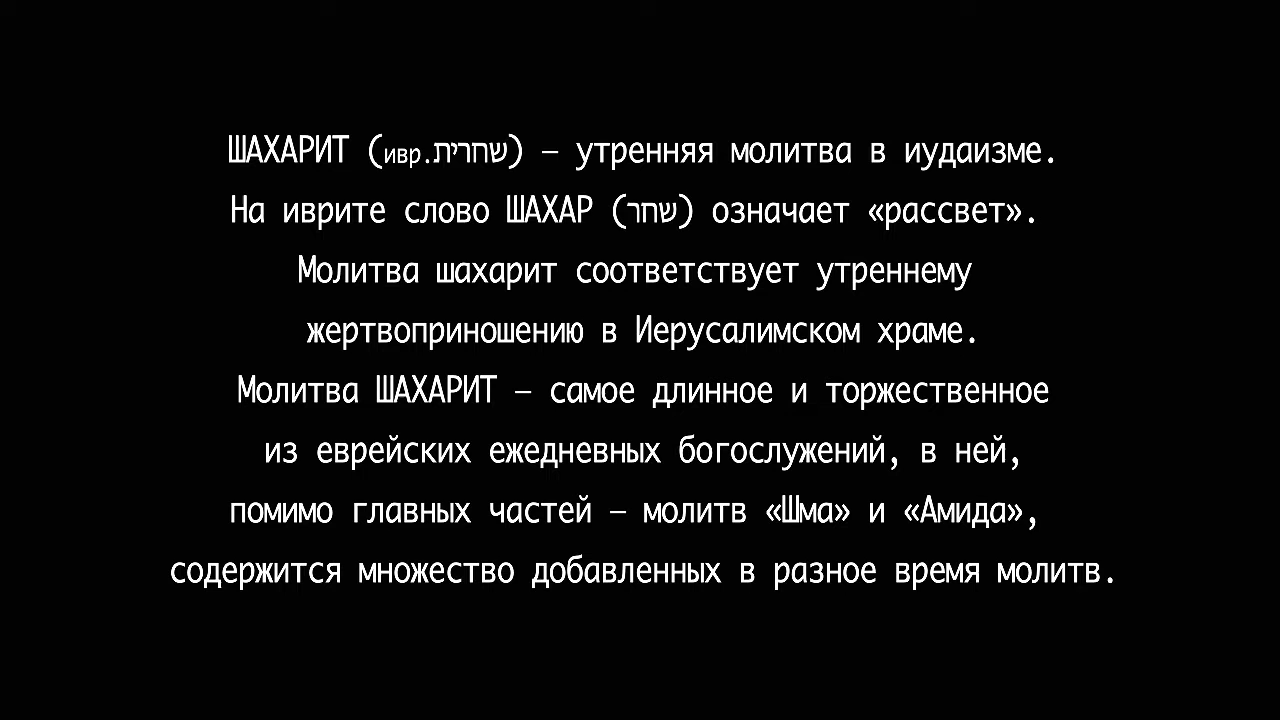 ШАХАРИТ (ивр.שחרית) – утренняя молитва в иудаизме.
На иврите слово ШАХАР (שחר) означает «рассвет».
Молитва шахарит соответствует утреннему
жертвоприношению в Иерусалимском храме.
Молитва ШАХАРИТ – самое длинное и торжественное
из еврейских ежедневных богослужений, в ней,
помимо главных частей – молитв «Шма» и «Амида»,
содержится множество добавленных в разное время молитв.